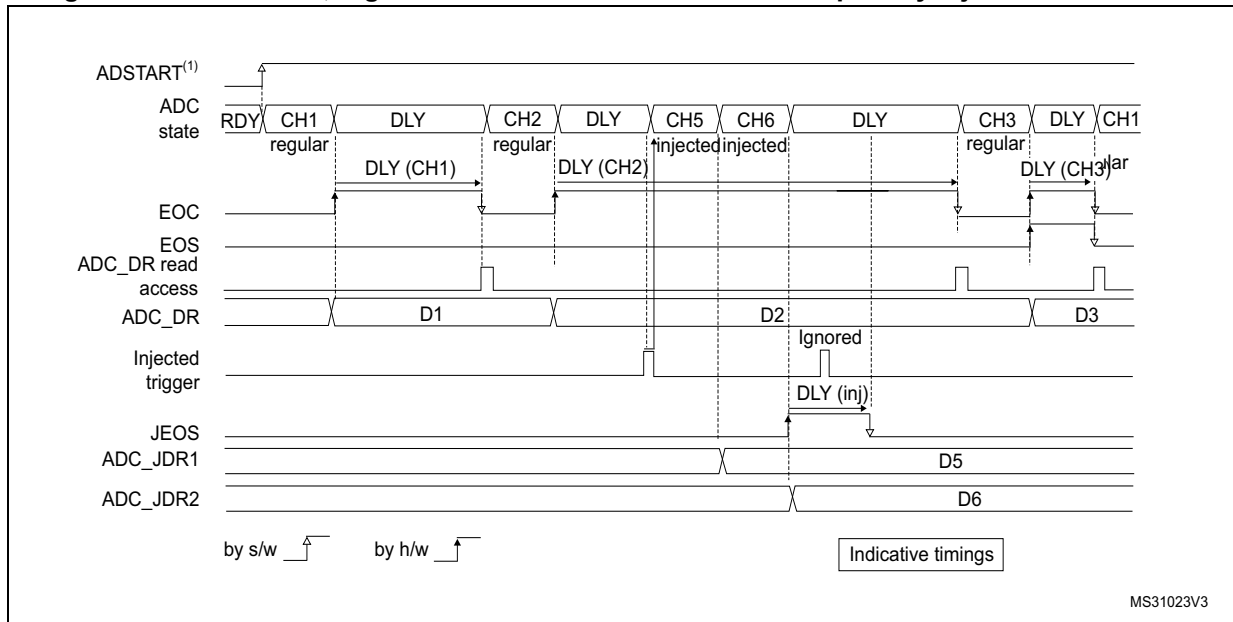 ADSTART(1)
ADC state
RDY CH1 DLY CH2 DLY CH5 CH6 DLY CH3 DLY CH1
regular regular injected injected regular
DLY (CH1) DLY (CH2) DLY (CH3) lar
EOC
EOS
ADC_DR read access
ADC_DR D1 D2 D3
Ignored
Injected trigger
DLY (inj)
JEOS
ADC_JDR1 D5
ADC_JDR2 D6
by s/w by h/w Indicative timings
MS31023V3